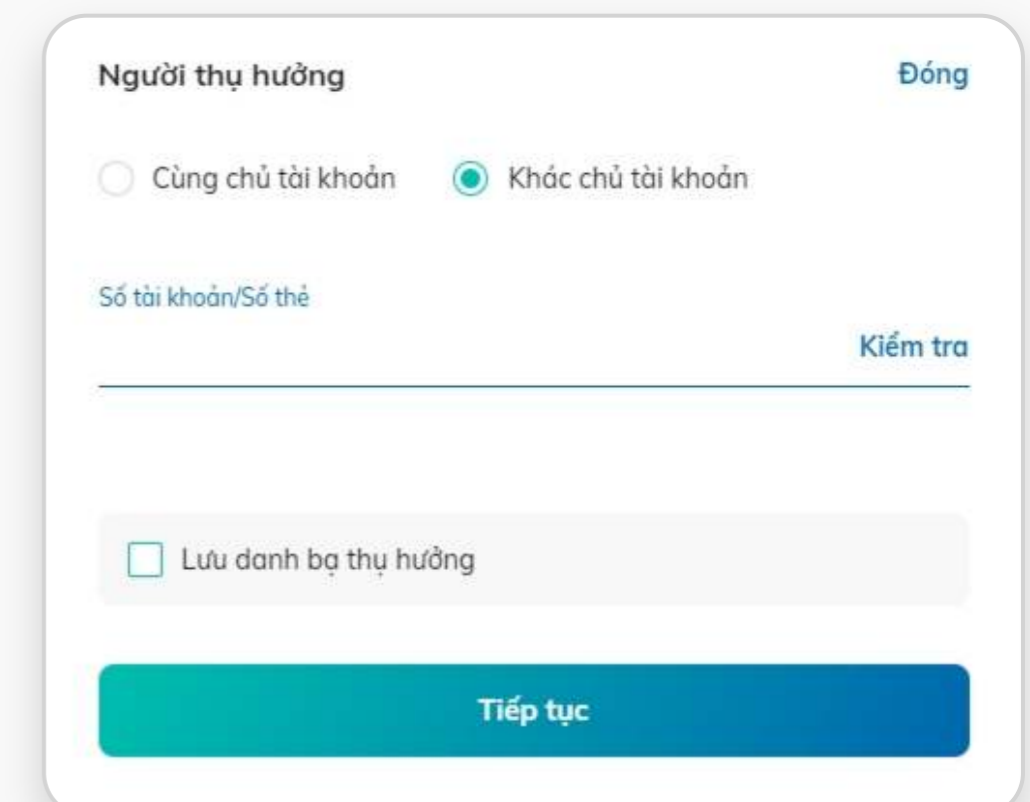 Người thụ hưởng Đóng
Cùng chủ tài khoản Khác chủ tài khoản
Số tài khoản/Số thẻ
Kiểm tra
Lưu danh bạ thụ hưởng
Tiếp tục